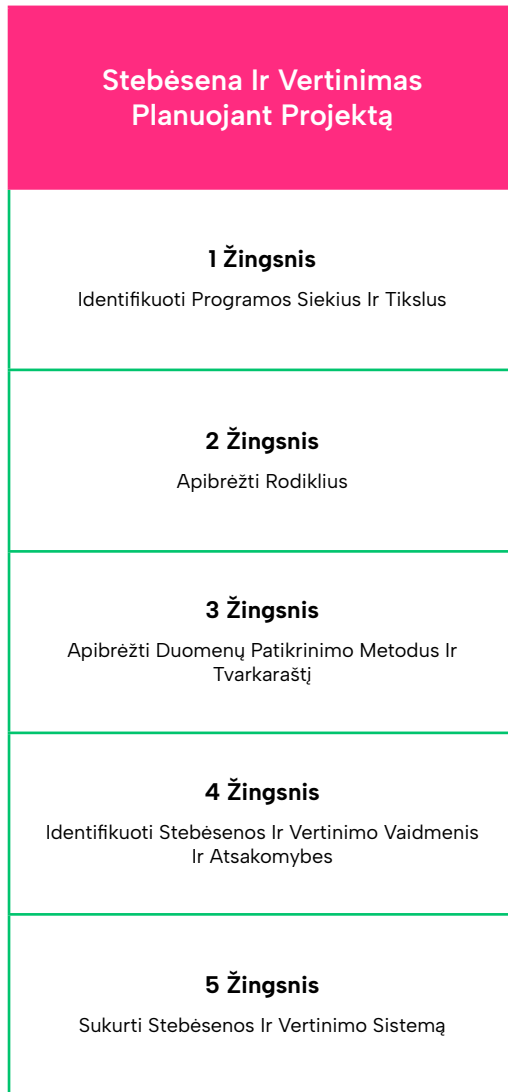 Stebėsena Ir Vertinimas
Planuojant Projektą
1 Žingsnis
Identifikuoti Programos Siekius Ir Tikslus
2 Žingsnis
Apibrėžti Rodiklius
3 Žingsnis
Apibrėžti Duomenų Patikrinimo Metodus Ir
Tvarkaraštį
4 Žingsnis
Identifikuoti Stebėsenos Ir Vertinimo Vaidmenis
Ir Atsakomybes
5 Žingsnis
Sukurti Stebėsenos Ir Vertinimo Sistemą